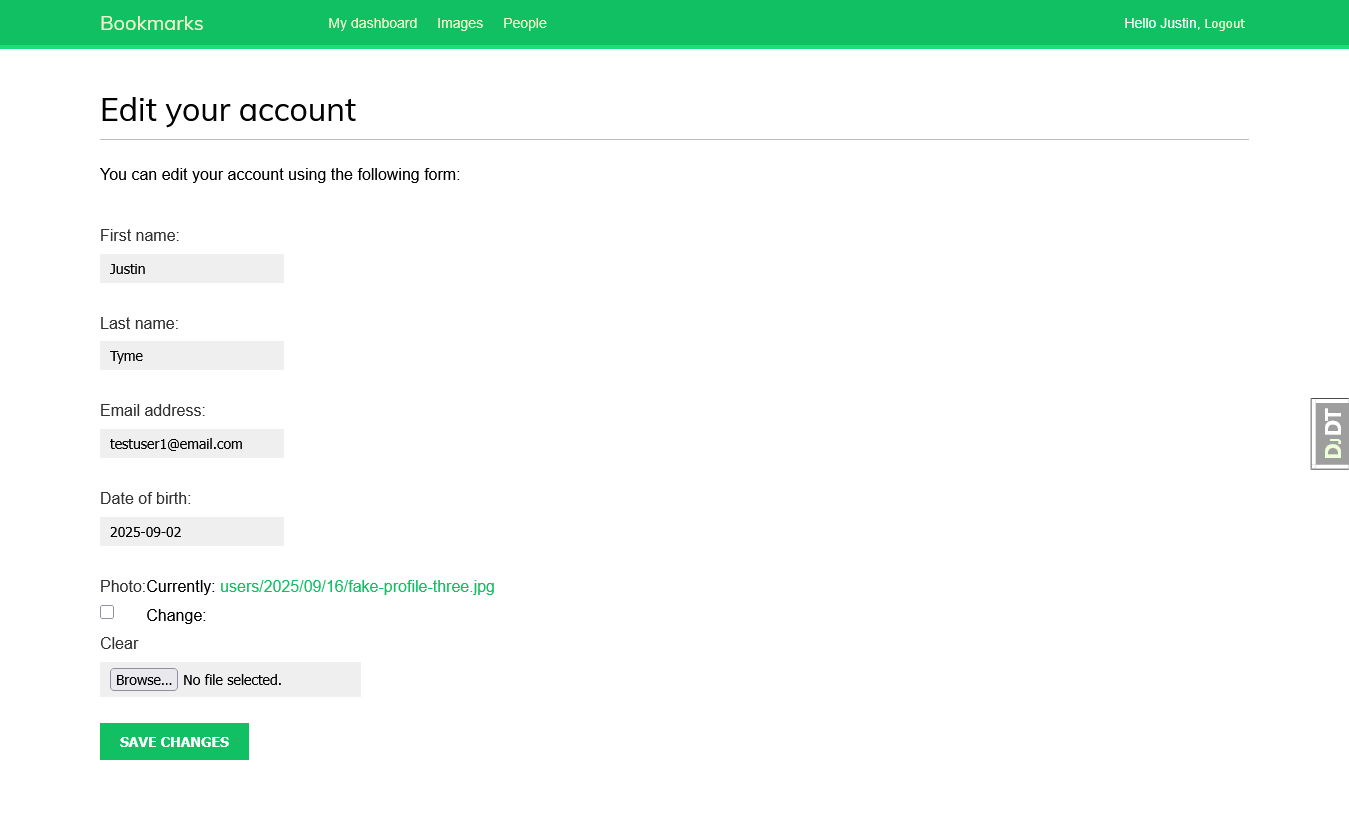 Bookmarks My dashboard Images People Hello Justin, Logout
Edit your account
You can edit your account using the following form:
First name:
Justin
Last name:
Tyme
Email address:
testuser1@email.com
Date of birth:
2025-09-02
Photo:Currently: users/2025/09/16/fake-profile-three.jpg
Change:
Clear
Browse... No file selected.
SAVE CHANGES
DJDT